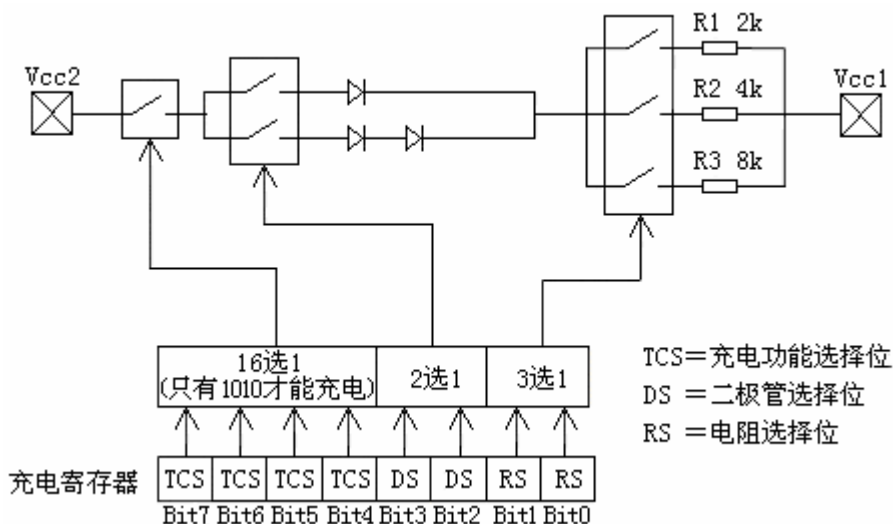 R1 2k
Vcc2
Vcc1
R2 4k
R3 8k
16选1
(只有1010才能充电)
2选1
3选1
TCS=充电功能选择位
DS =二极管选择位
RS =电阻选择位
充电寄存器
TCS TCS TCS TCS DS DS RS RS
Bit7 Bit6 Bit5 Bit4 Bit3 Bit2 Bit1 Bit0